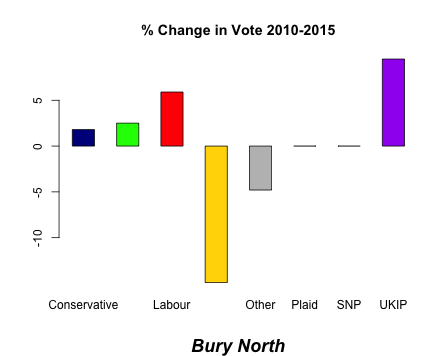 % Change in Vote 2010-2015
5
0
-5
-10
Conservative Labour Other Plaid SNP UKIP
Bury North